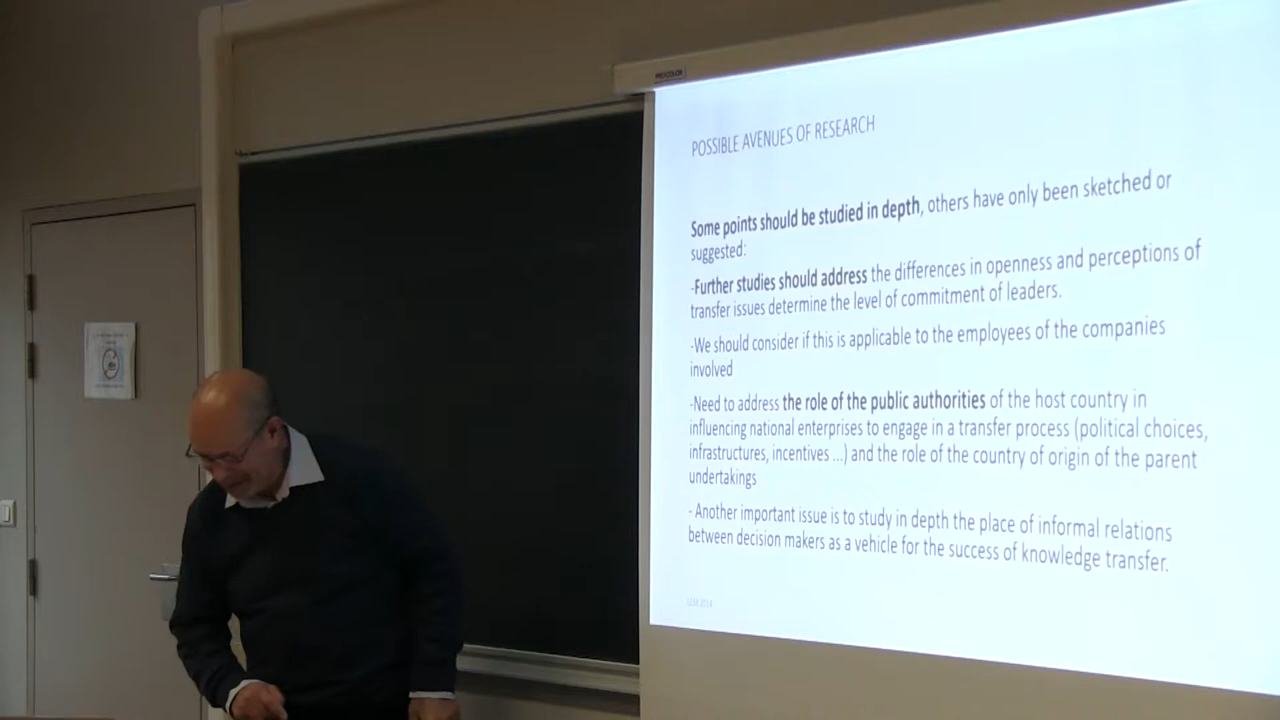 PROCOLOR
POSSIBLE AVENUES OF RESEARCH
Some points should be studied in depth, others have only been sketched or
suggested:
-Further studies should address the differences in openness and perceptions of
transfer issues determine the level of commitment of leaders.
-We should consider if this is applicable to the employees of the companies
involved
-Need to address the role of the public authorities of the host country in
influencing national enterprises to engage in a transfer process (political choices,
infrastructures, incentives ...) and the role of the country of origin of the parent
undertakings
- Another important issue is to study in depth the place of informal relations
between decision makers as a vehicle for the success of knowledge transfer.
2014